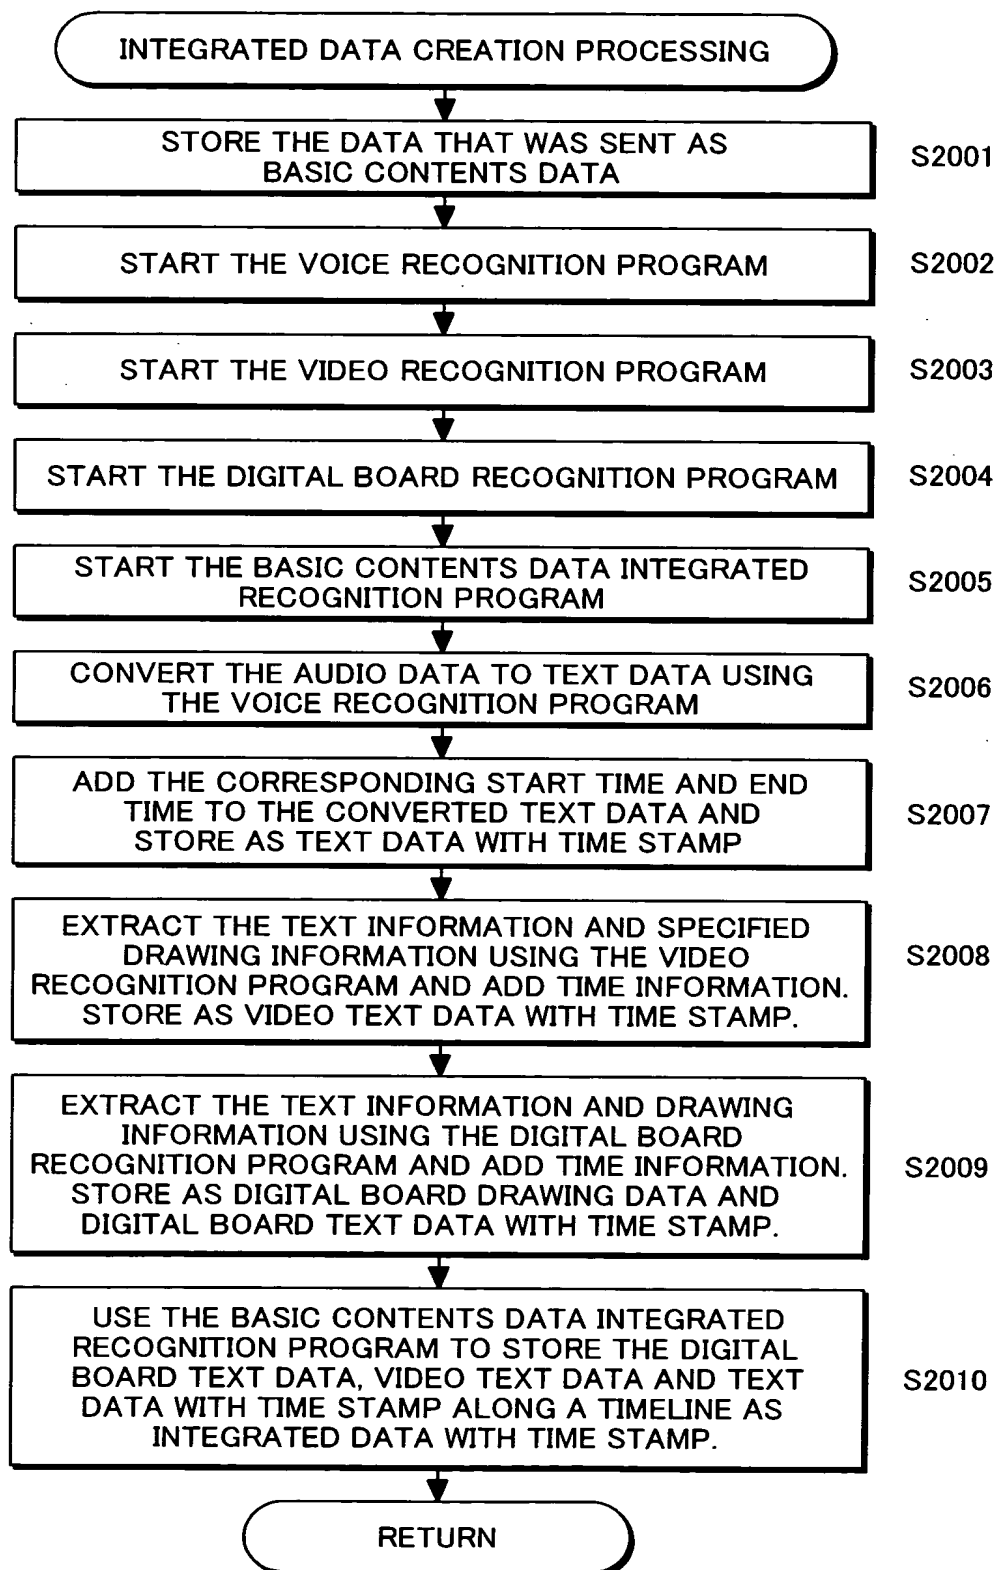 INTEGRATED DATA CREATION PROCESSING
STORE THE DATA THAT WAS SENT AS
BASIC CONTENTS DATA
S2001
START THE VOICE RECOGNITION PROGRAM
S2002
START THE VIDEO RECOGNITION PROGRAM
S2003
START THE DIGITAL BOARD RECOGNITION PROGRAM
S2004
START THE BASIC CONTENTS DATA INTEGRATED
RECOGNITION PROGRAM
S2005
CONVERT THE AUDIO DATA TO TEXT DATA USING
THE VOICE RECOGNITION PROGRAM
S2006
ADD THE CORRESPONDING START TIME AND END
TIME TO THE CONVERTED TEXT DATA AND
STORE AS TEXT DATA WITH TIME STAMP
S2007
EXTRACT THE TEXT INFORMATION AND SPECIFIED
DRAWING INFORMATION USING THE VIDEO
RECOGNITION PROGRAM AND ADD TIME INFORMATION.
STORE AS VIDEO TEXT DATA WITH TIME STAMP.
S2008
EXTRACT THE TEXT INFORMATION AND DRAWING
INFORMATION USING THE DIGITAL BOARD
RECOGNITION PROGRAM AND ADD TIME INFORMATION.
STORE AS DIGITAL BOARD DRAWING DATA AND
DIGITAL BOARD TEXT DATA WITH TIME STAMP.
S2009
USE THE BASIC CONTENTS DATA INTEGRATED
RECOGNITION PROGRAM TO STORE THE DIGITAL
BOARD TEXT DATA, VIDEO TEXT DATA AND TEXT
DATA WITH TIME STAMP ALONG A TIMELINE AS
INTEGRATED DATA WITH TIME STAMP.
S2010
RETURN